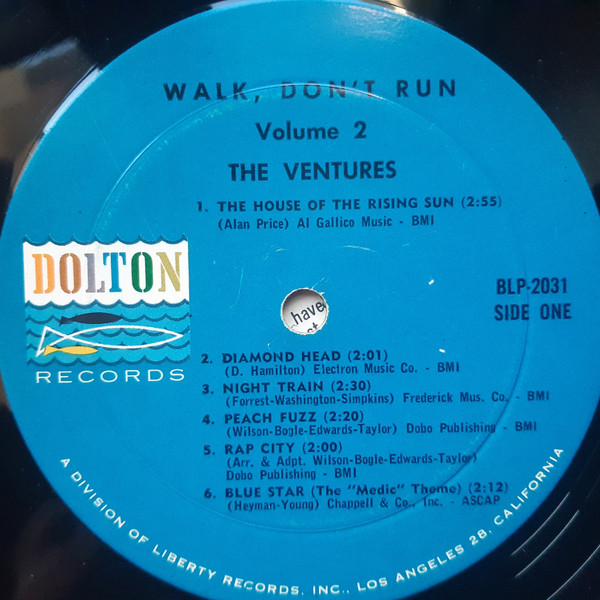 WALK, DON'T RUN
Volume 2
THE VENTURES
1. THE HOUSE OF THE RISING SUN (2:55)
(Alan Price) Al Gallico Music - BMI
DOLTON
RECORDS
BLP-2031
SIDE ONE
have
2. DIAMOND HEAD (2:01)
(D. Hamilton) Electron Music Co. - BMI
3. NIGHT TRAIN (2:30)
(Forrest-Washington-Simpkins) Frederick Mus. Co. - BMI
4. PEACH FUZZ (2:20)
(Wilson-Bogle-Edwards-Taylor) Dobo Publishing - BMI
5. RAP CITY (2:00)
(Arr. & Adpt. Wilson-Bogle-Edwards-Taylor)
Dobo Publishing - BMI
6. BLUE STAR (The "Medic" Theme) (2:12)
(Heyman-Young) Chappell & Co., Inc. - ASCAP
A DIVISION OF LIBERTY RECORDS, INC., LOS ANGELES 28, CALIFORNIA